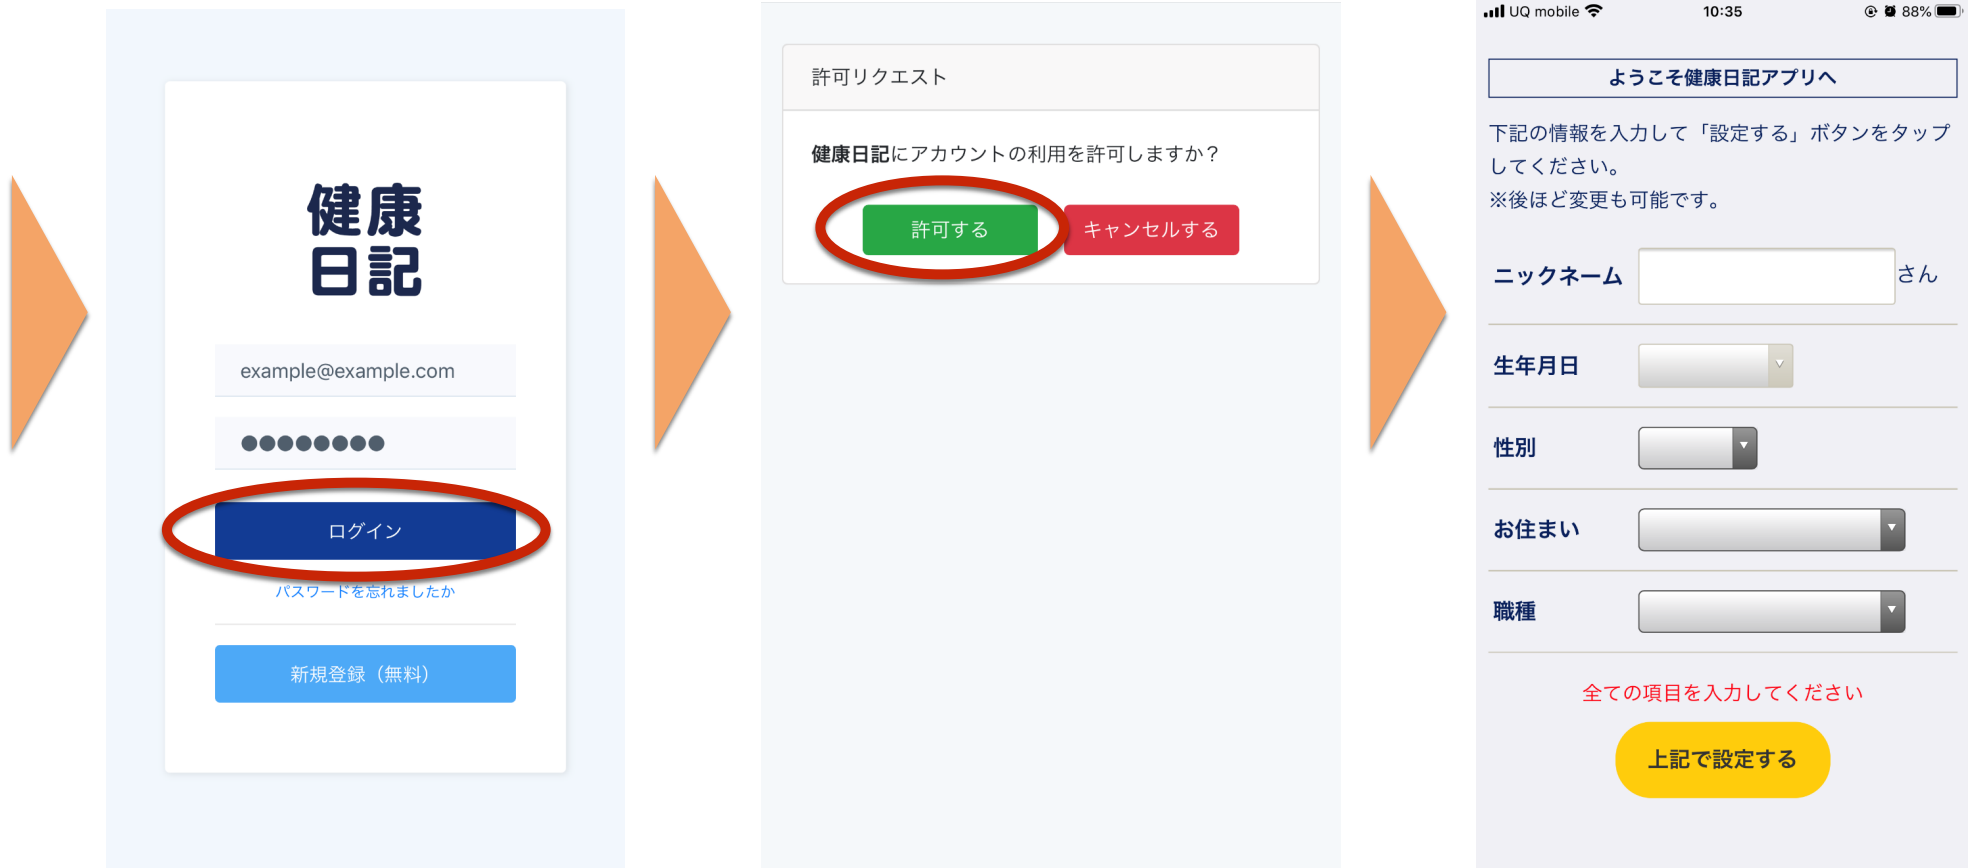 健康
日記
example@example.com
●●●●●●●●
ログイン
パスワードを忘れましたか
新規登録（無料）
許可リクエスト
健康日記にアカウントの利用を許可しますか？
許可する
キャンセルする
UQ mobile 10:35 88%
ようこそ健康日記アプリへ
下記の情報を入力して「設定する」ボタンをタップ
してください。
※後ほど変更も可能です。
ニックネーム さん
生年月日
性別
お住まい
職種
全ての項目を入力してください
上記で設定する